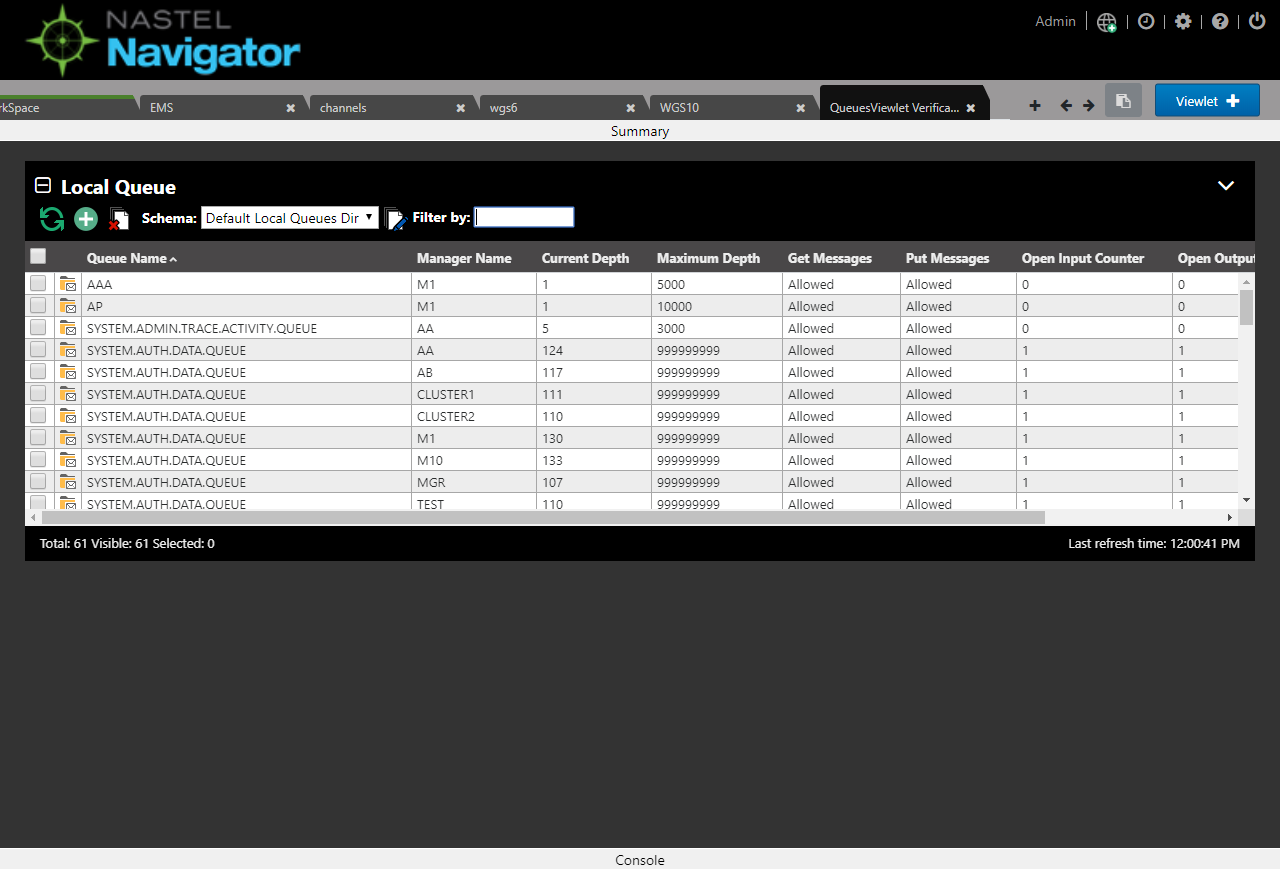 NASTEL
Navigator
Admin
rkSpace EMS channels wgs6 WGS10 QueuesViewlet Verifica... Viewlet
Summary
Local Queue
Schema: Default Local Queues Dir Filter by:
Queue Name Manager Name Current Depth Maximum Depth Get Messages Put Messages Open Input Counter Open Output
AAA M1 1 5000 Allowed Allowed 0 0
AP M1 1 10000 Allowed Allowed 0 0
SYSTEM.ADMIN.TRACE.ACTIVITY.QUEUE AA 5 3000 Allowed Allowed 0 0
SYSTEM.AUTH.DATA.QUEUE AA 124 999999999 Allowed Allowed 1 1
SYSTEM.AUTH.DATA.QUEUE AB 117 999999999 Allowed Allowed 1 1
SYSTEM.AUTH.DATA.QUEUE CLUSTER1 111 999999999 Allowed Allowed 1 1
SYSTEM.AUTH.DATA.QUEUE CLUSTER2 110 999999999 Allowed Allowed 1 1
SYSTEM.AUTH.DATA.QUEUE M1 130 999999999 Allowed Allowed 1 1
SYSTEM.AUTH.DATA.QUEUE M10 133 999999999 Allowed Allowed 1 1
SYSTEM.AUTH.DATA.QUEUE MGR 107 999999999 Allowed Allowed 1 1
SYSTEM.AUTH.DATA.QUEUE TEST 110 999999999 Allowed Allowed 1 1
Total: 61 Visible: 61 Selected: 0 Last refresh time: 12:00:41 PM
Console